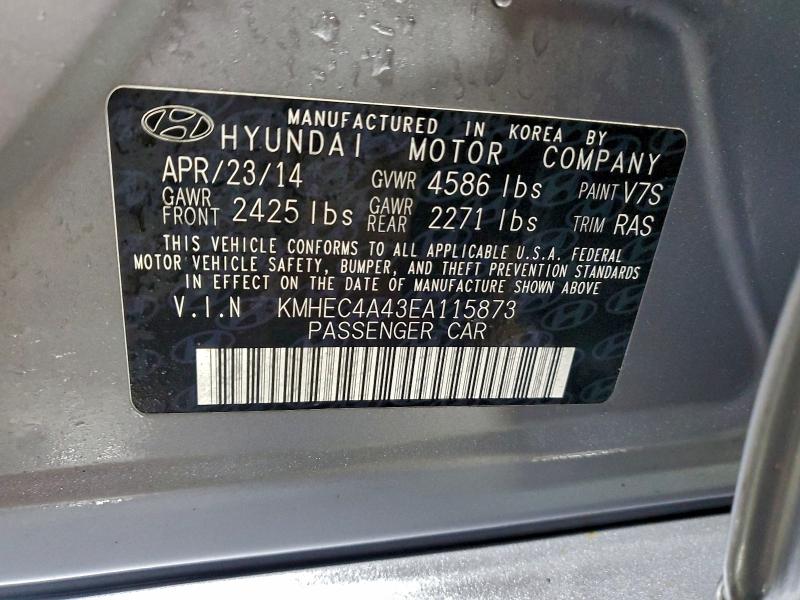 MANUFACTURED IN KOREA BY
HYUNDAI MOTOR COMPANY
APR/23/14 GVWR 4586 lbs PAINT V7S
GAWR FRONT 2425 lbs GAWR REAR 2271 lbs TRIM RAS
THIS VEHICLE CONFORMS TO ALL APPLICABLE U.S.A. FEDERAL
MOTOR VEHICLE SAFETY, BUMPER, AND THEFT PREVENTION STANDARDS
IN EFFECT ON THE DATE OF MANUFACTURE SHOWN ABOVE
V.I.N KMHEC4A43EA115873
PASSENGER CAR